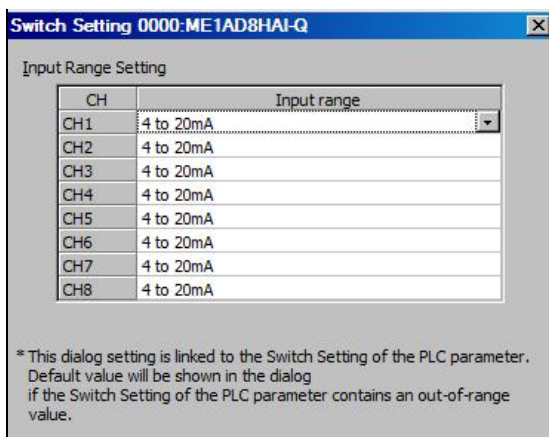 Switch Setting 0000:ME1AD8HAI-Q
Input Range Setting
CH Input range
CH1 4 to 20mA
CH2 4 to 20mA
CH3 4 to 20mA
CH4 4 to 20mA
CH5 4 to 20mA
CH6 4 to 20mA
CH7 4 to 20mA
CH8 4 to 20mA
* This dialog setting is linked to the Switch Setting of the PLC parameter.
Default value will be shown in the dialog
if the Switch Setting of the PLC parameter contains an out-of-range
value.